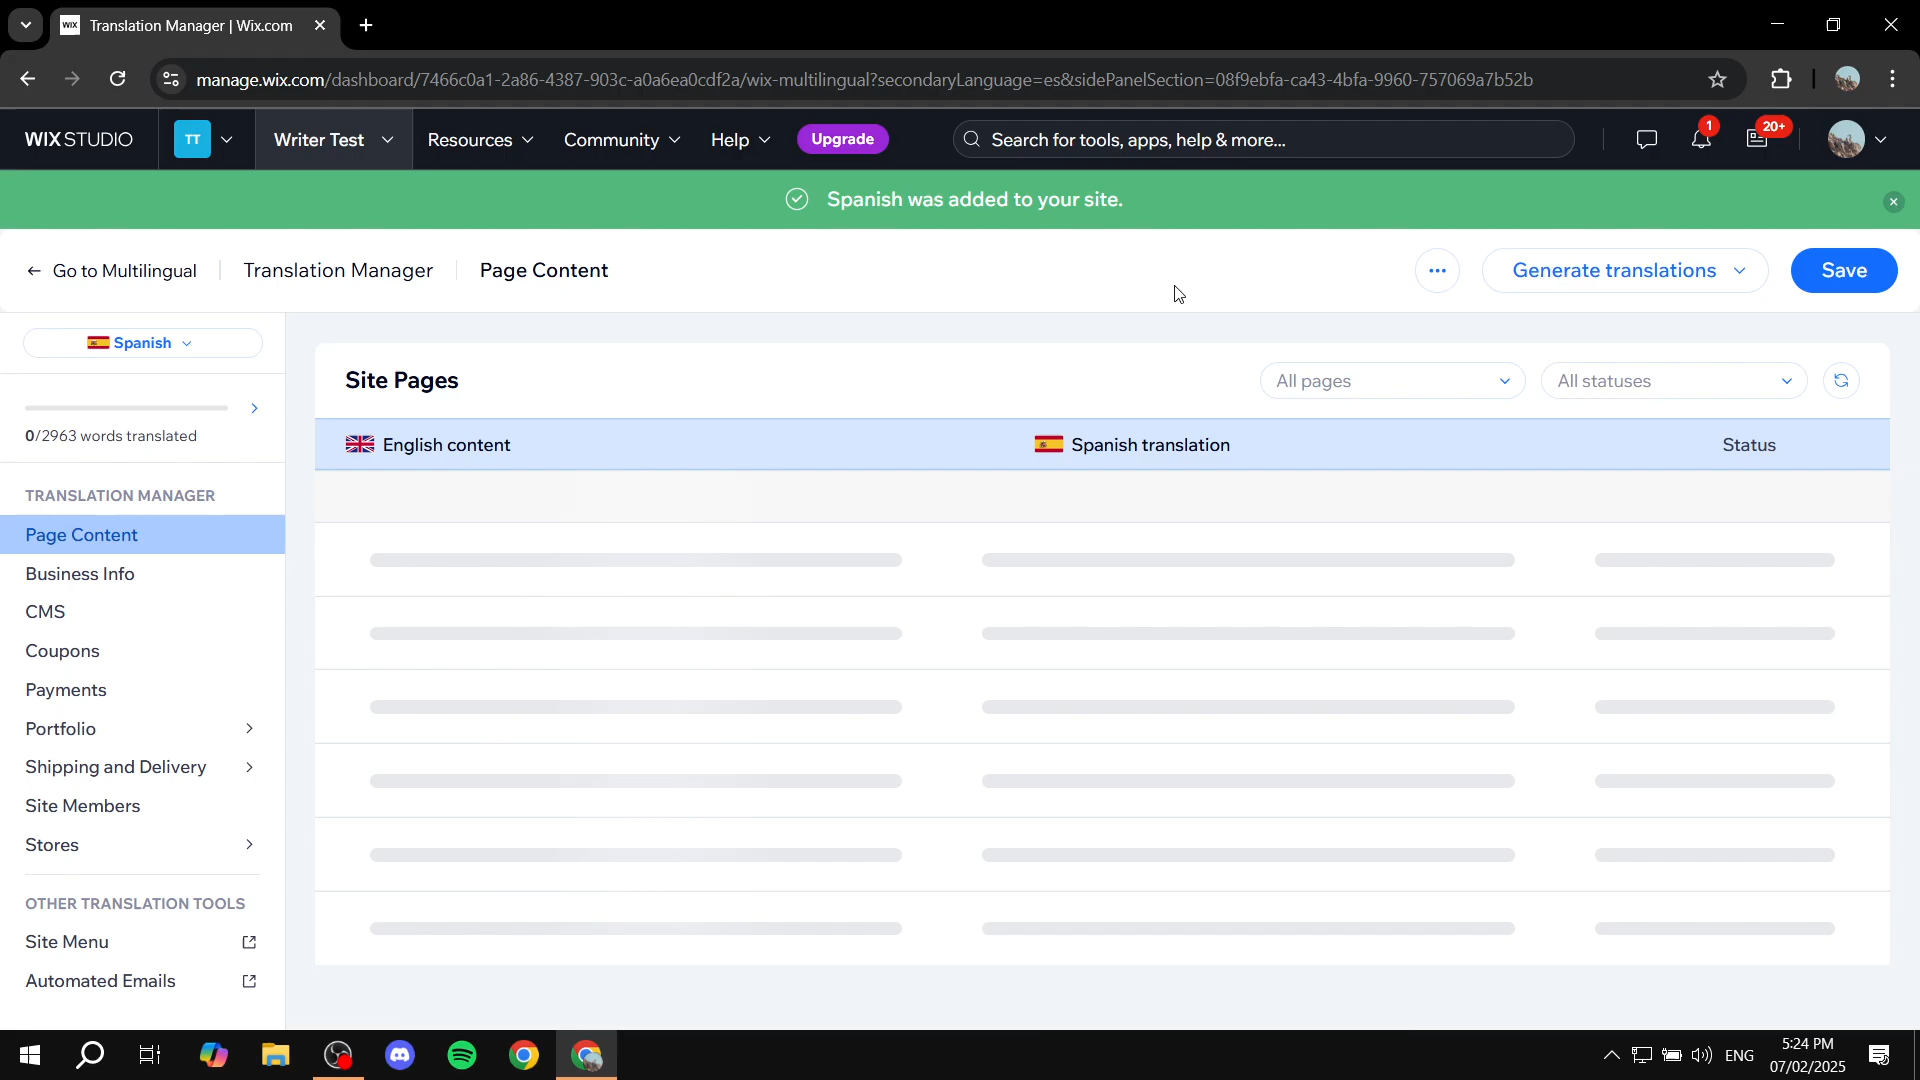 WIX
Translation Manager | Wix.com
manage.wix.com/dashboard/7466c0a1-2a86-4387-903c-a0a6ea0cdf2a/wix-multilingual?secondaryLanguage=es&sidePanelSection=08f9ebfa-ca43-4bfa-9960-757069a7b52b
WIX STUDIO
TT
Writer Test
Resources
Community
Help
Upgrade
Search for tools, apps, help & more...
1
20+
Spanish was added to your site.
Go to Multilingual
Translation Manager
Page Content
Generate translations
Save
Spanish
0/2963 words translated
TRANSLATION MANAGER
Page Content
Business Info
CMS
Coupons
Payments
Portfolio
Shipping and Delivery
Site Members
Stores
OTHER TRANSLATION TOOLS
Site Menu
Automated Emails
Site Pages
All pages
All statuses
English content
Spanish translation
Status
ENG
5:24 PM
07/02/2025